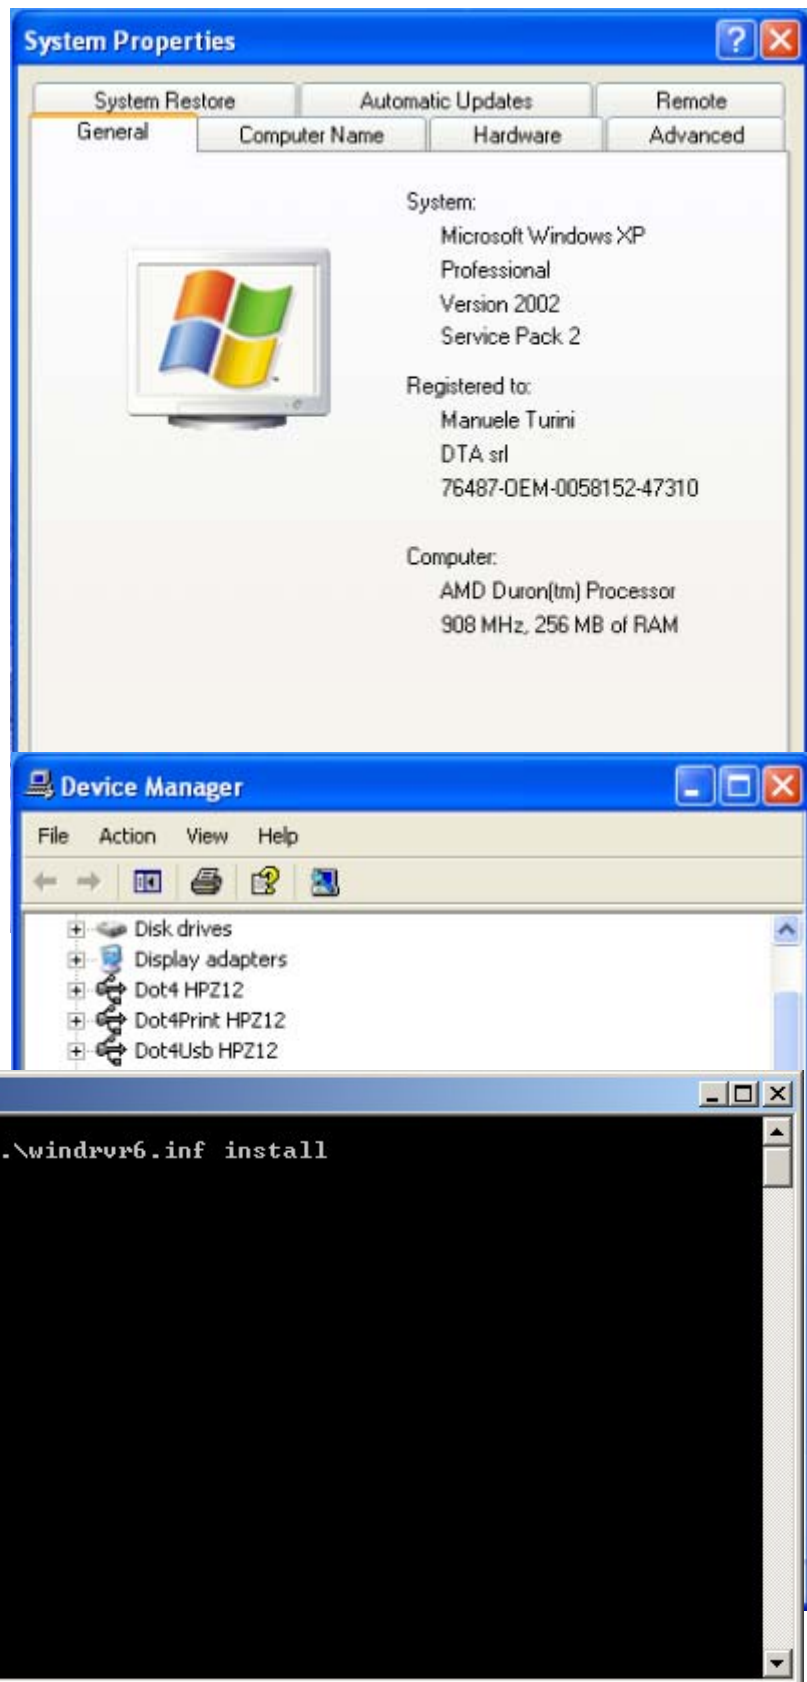 System Properties
System Restore Automatic Updates Remote
General Computer Name Hardware Advanced
System:
Microsoft Windows XP
Professional
Version 2002
Service Pack 2
Registered to:
Manuele Turini
DTA srl
76487-OEM-0058152-47310
Computer:
AMD Duron(tm) Processor
908 MHz, 256 MB of RAM
Device Manager
File Action View Help
Disk drives
Display adapters
Dot4 HPZ12
Dot4Print HPZ12
Dot4Usb HPZ12
.\windrvr6.inf install